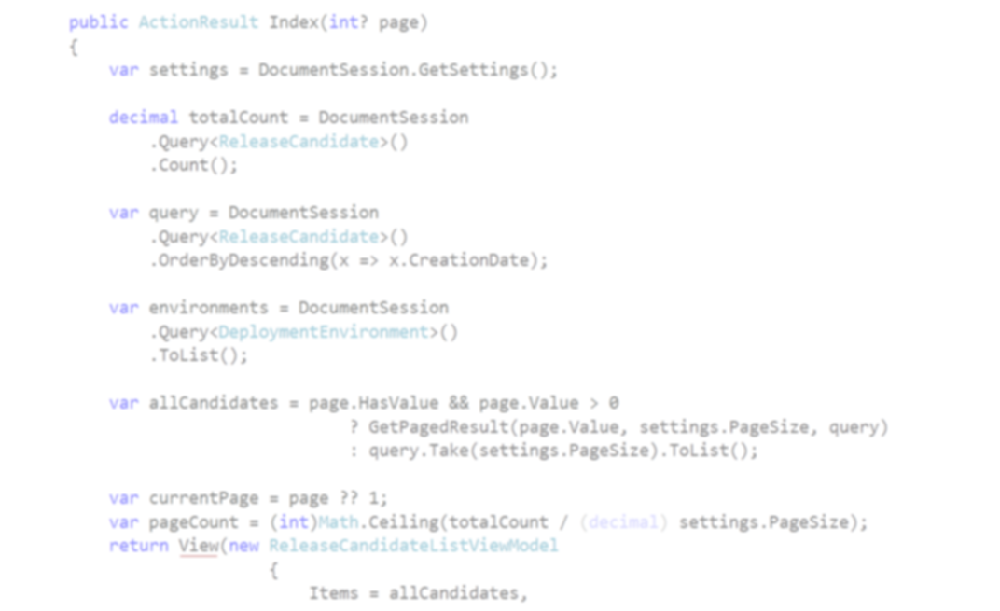 public ActionResult Index(int? page)
{
var settings = DocumentSession.GetSettings();
decimal totalCount = DocumentSession
.Query<ReleaseCandidate>()
.Count();
var query = DocumentSession
.Query<ReleaseCandidate>()
.OrderByDescending(x => x.CreationDate);
var environments = DocumentSession
.Query<DeploymentEnvironment>()
.ToList();
var allCandidates = page.HasValue && page.Value > 0
? GetPagedResult(page.Value, settings.PageSize, query)
: query.Take(settings.PageSize).ToList();
var currentPage = page ?? 1;
var pageCount = (int)Math.Ceiling(totalCount / (decimal) settings.PageSize);
return View(new ReleaseCandidateListViewModel
{
Items = allCandidates,